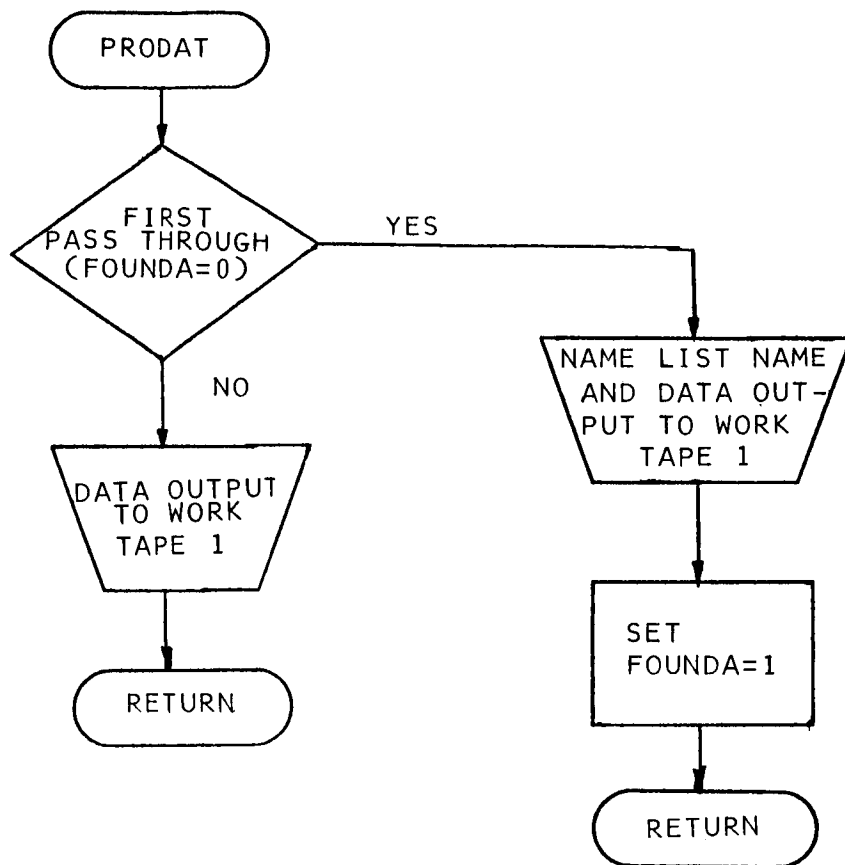 PRODAT
FIRST
PASS THROUGH
(FOUNDA=0)
YES
NO
NAME LIST NAME
AND DATA OUT-
PUT TO WORK
TAPE 1
DATA OUTPUT
TO WORK
TAPE 1
SET
FOUNDA=1
RETURN
RETURN